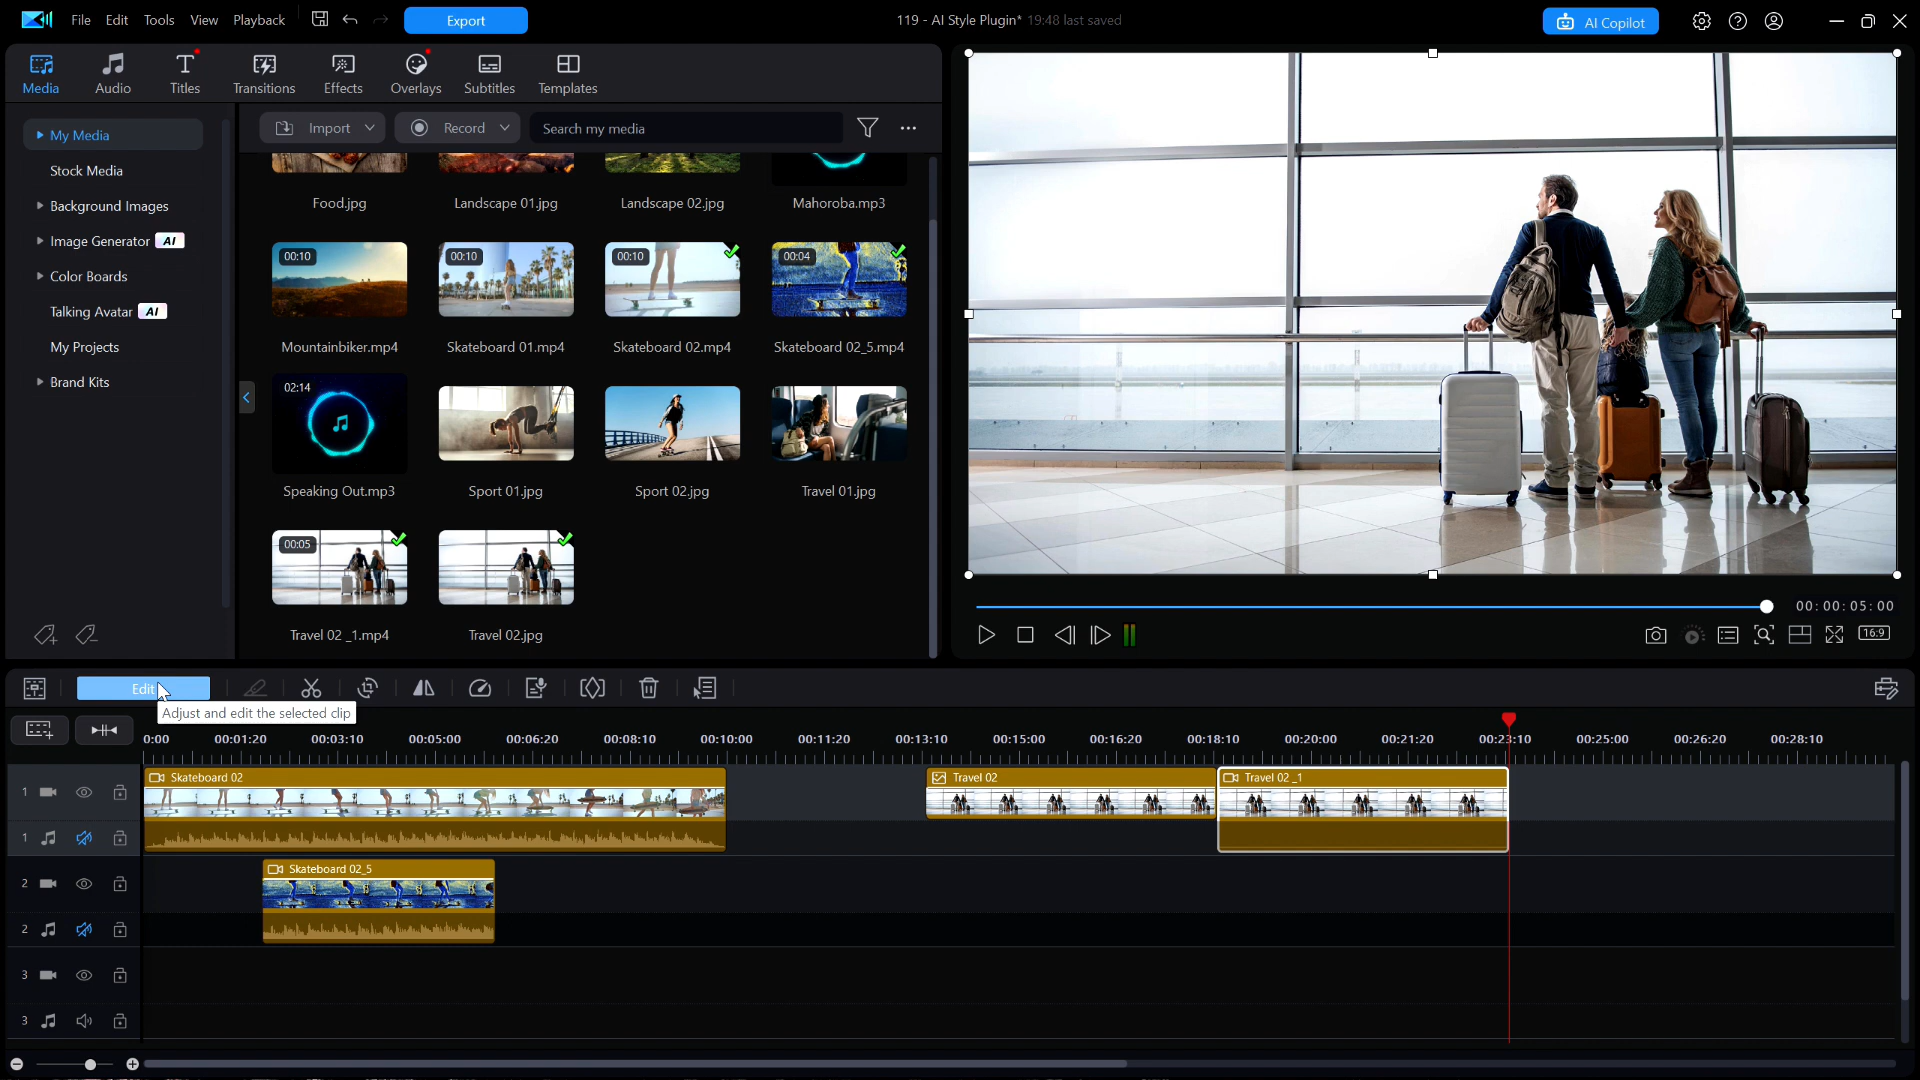 File Edit Tools View Playback
Export
119 - AI Style Plugin* 19:48 last saved
AI Copilot
Media Audio Titles Transitions Effects Overlays Subtitles Templates
My Media
Stock Media
Background Images
Image Generator AI
Color Boards
Talking Avatar AI
My Projects
Brand Kits
Import Record Search my media
Food.jpg Landscape 01.jpg Landscape 02.jpg Mahoroba.mp3
00:10 00:10 00:10 00:04
Mountainbiker.mp4 Skateboard 01.mp4 Skateboard 02.mp4 Skateboard 02_5.mp4
02:14
Speaking Out.mp3 Sport 01.jpg Sport 02.jpg Travel 01.jpg
00:05
Travel 02 _1.mp4 Travel 02.jpg
00:00:05:00
16:9
Edit
Adjust and edit the selected clip
0:00 00:01:20 00:03:10 00:05:00 00:06:20 00:08:10 00:10:00 00:11:20 00:13:10 00:15:00 00:16:20 00:18:10 00:20:00 00:21:20 00:23:10 00:25:00 00:26:20 00:28:10
Skateboard 02 Travel 02 Travel 02 _1
1
1
Skateboard 02_5
2
2
3
3